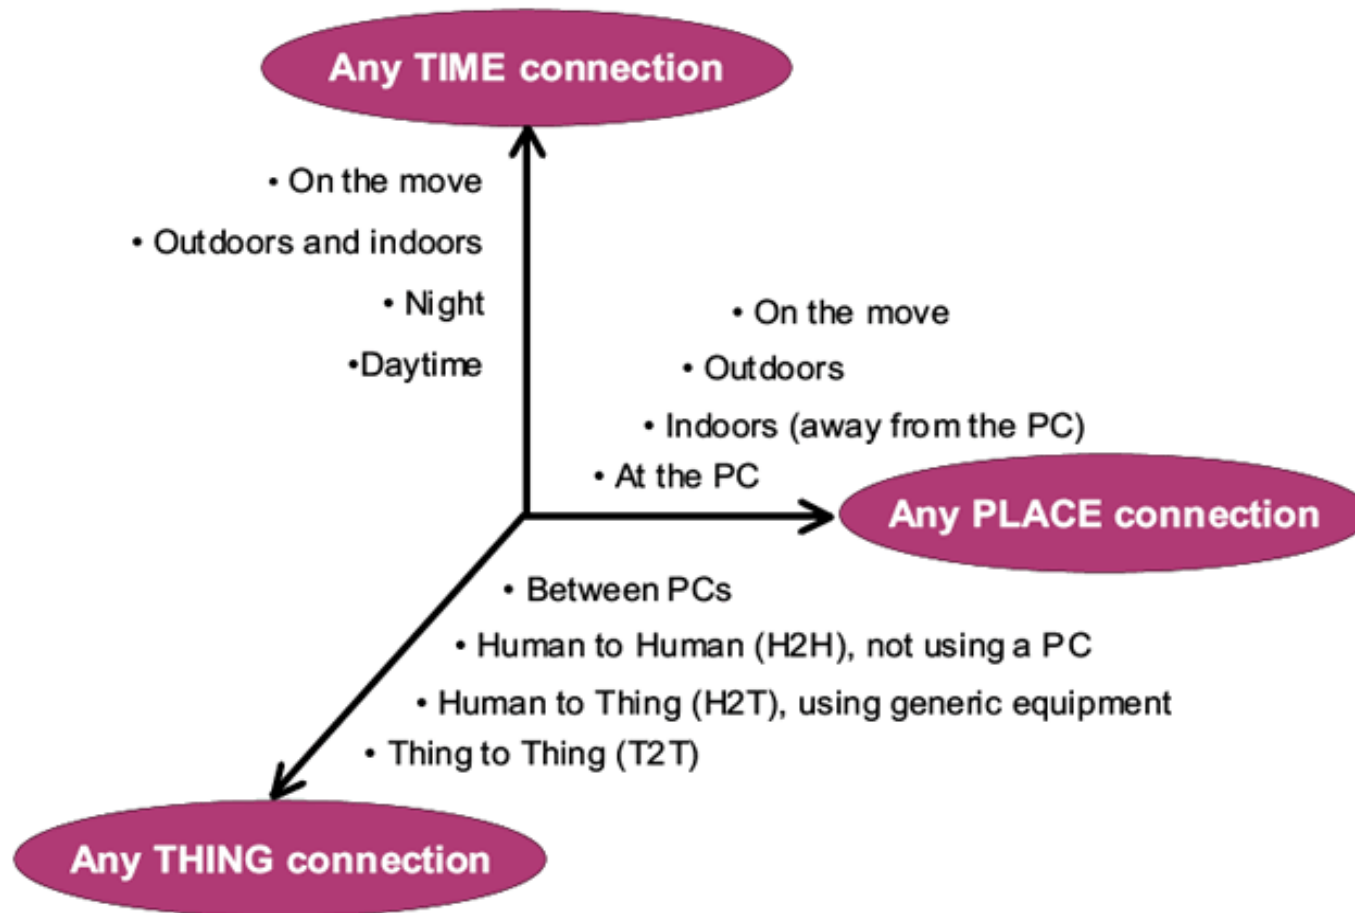 Any TIME connection
• On the move
• Outdoors and indoors
• Night
•Daytime
• On the move
• Outdoors
• Indoors (away from the PC)
• At the PC
Any PLACE connection
• Between PCs
• Human to Human (H2H), not using a PC
• Human to Thing (H2T), using generic equipment
• Thing to Thing (T2T)
Any THING connection